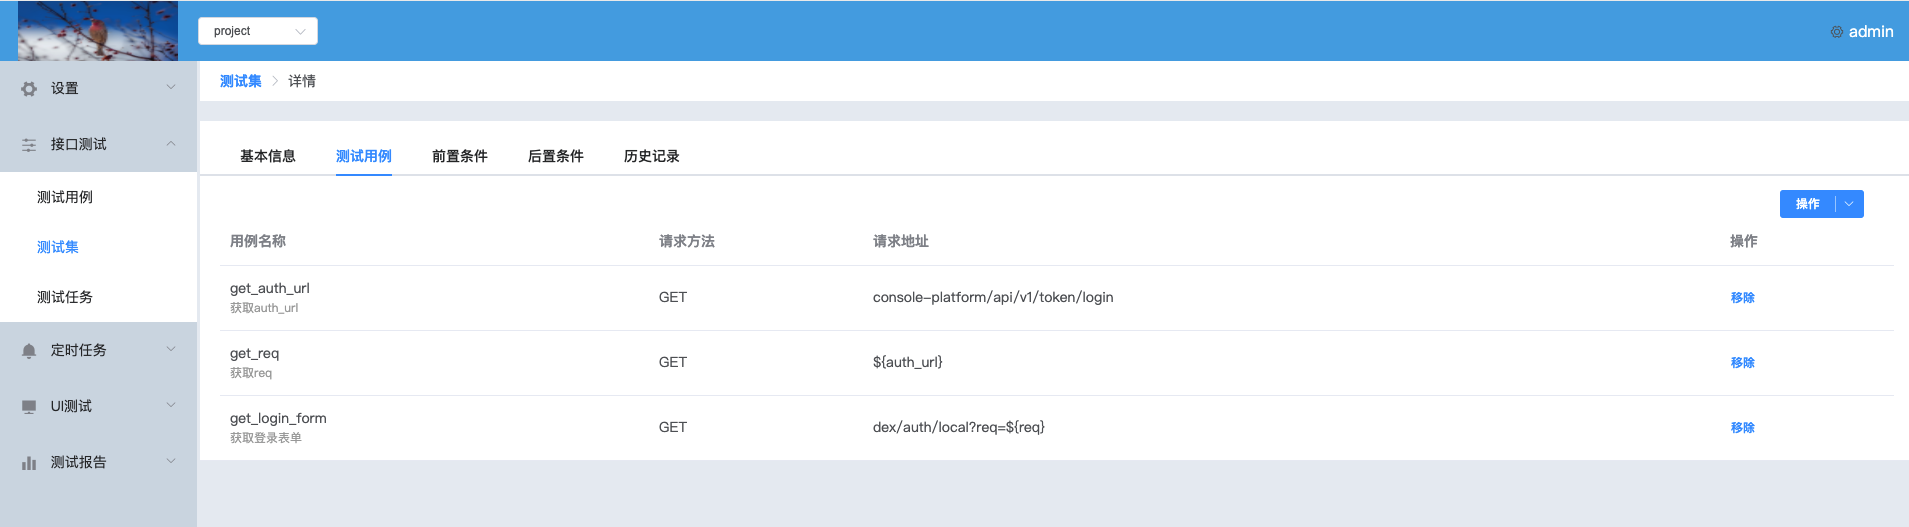 project
admin
设置
接口测试
测试用例
测试集
测试任务
定时任务
UI测试
测试报告
测试集 > 详情
基本信息 测试用例 前置条件 后置条件 历史记录
操作
用例名称 请求方法 请求地址 操作
get_auth_url
获取auth_url
GET console-platform/api/v1/token/login 移除
get_req
获取req
GET ${auth_url} 移除
get_login_form
获取登录表单
GET dex/auth/local?req=${req} 移除